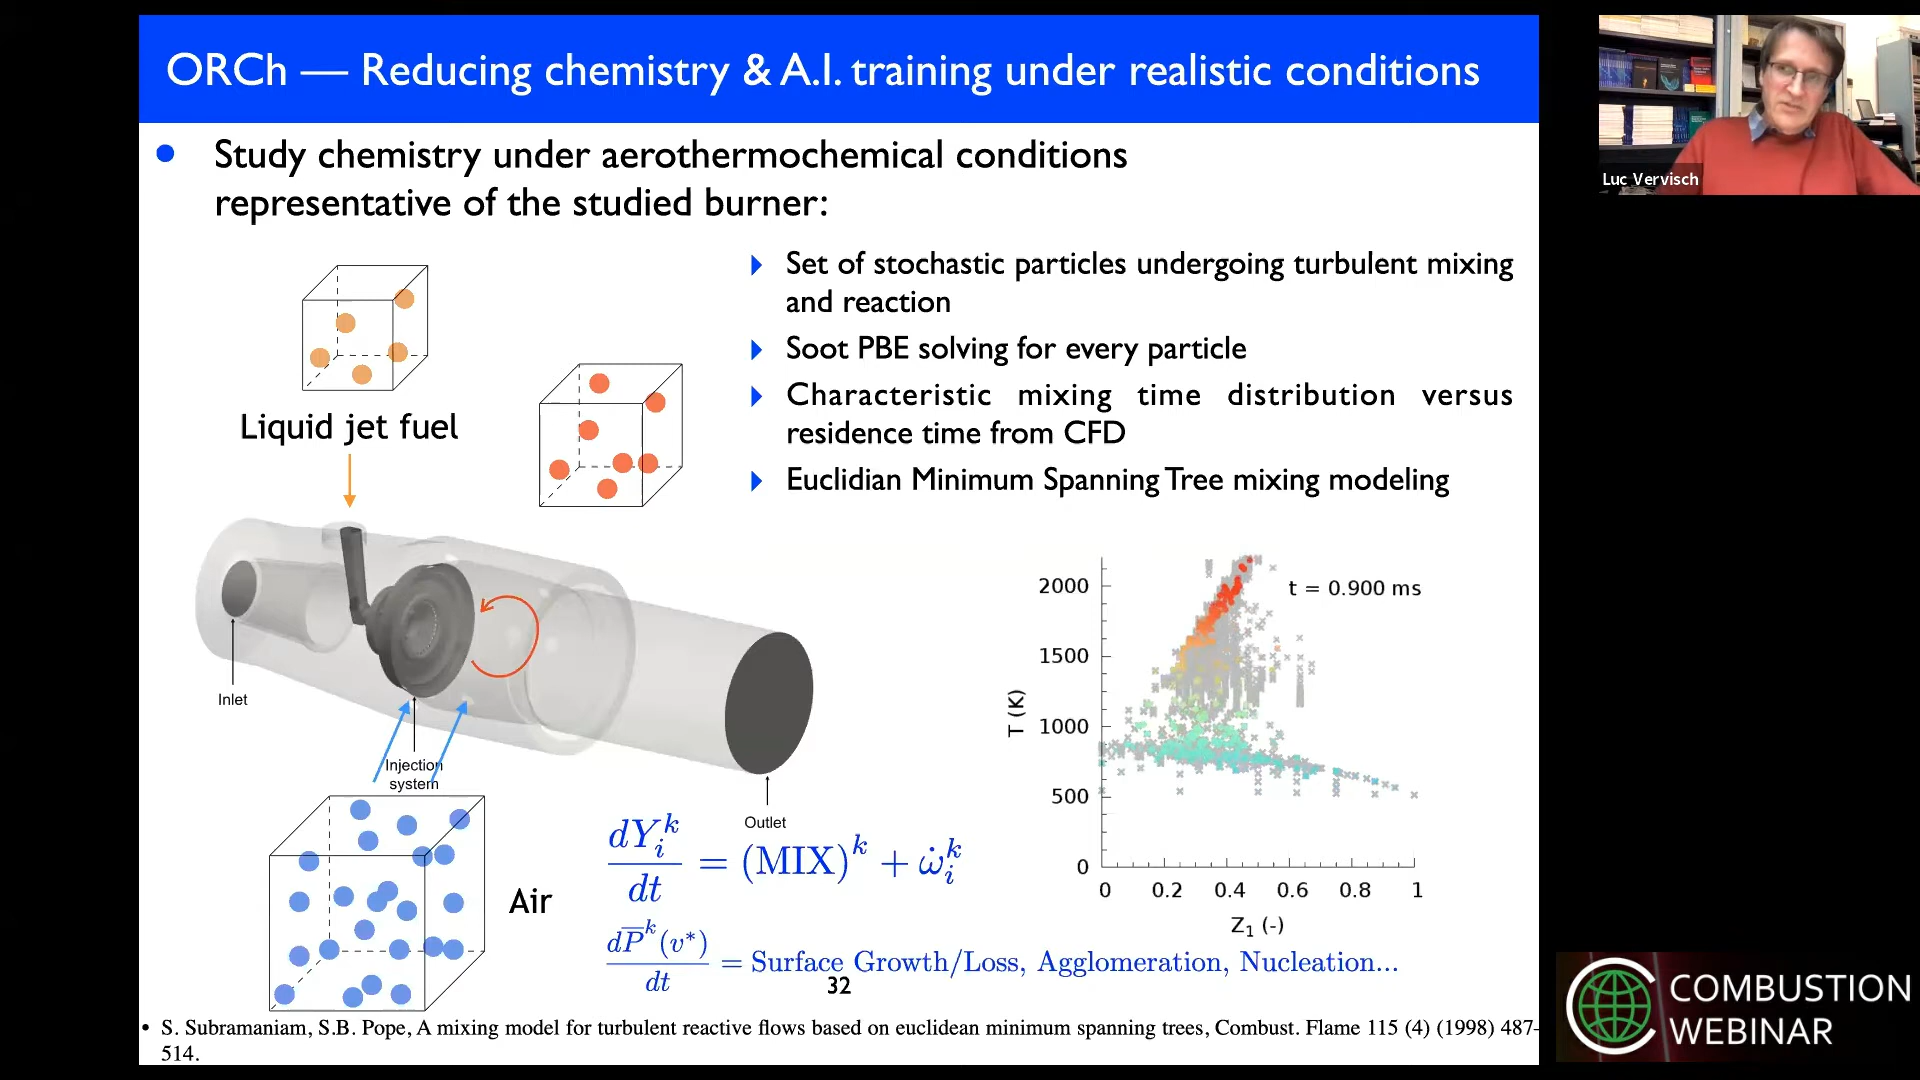 ORCh — Reducing chemistry & A.I. training under realistic conditions
Luc Vervisch
• Study chemistry under aerothermochemical conditions
representative of the studied burner:
Set of stochastic particles undergoing turbulent mixing
and reaction
Soot PBE solving for every particle
Characteristic mixing time distribution versus
residence time from CFD
Euclidian Minimum Spanning Tree mixing modeling
Liquid jet fuel
Inlet
Injection
system
Outlet
Air
t = 0.900 ms
T (K)
2000
1500
1000
500
0
0 0.2 0.4 0.6 0.8 1
Z₁ (-)
dY_i^k/dt = (MIX)^k + ω̇_i^k
dP̅^k(v*)/dt = Surface Growth/Loss, Agglomeration, Nucleation...
32
• S. Subramaniam, S.B. Pope, A mixing model for turbulent reactive flows based on euclidean minimum spanning trees, Combust. Flame 115 (4) (1998) 487-
514.
COMBUSTION
WEBINAR